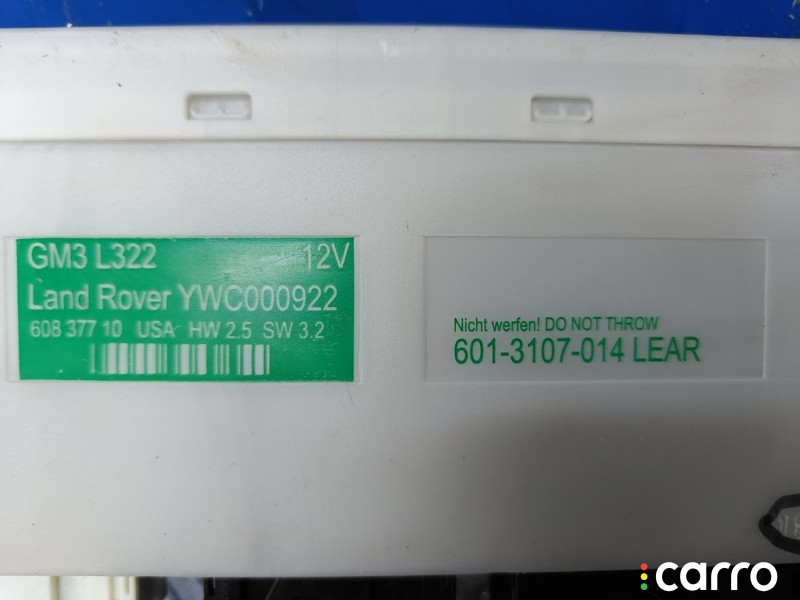 GM3 L322 12V
Land Rover YWC000922
608 377 10 USA HW 2.5 SW 3.2
Nicht werfen! DO NOT THROW
601-3107-014 LEAR
carro